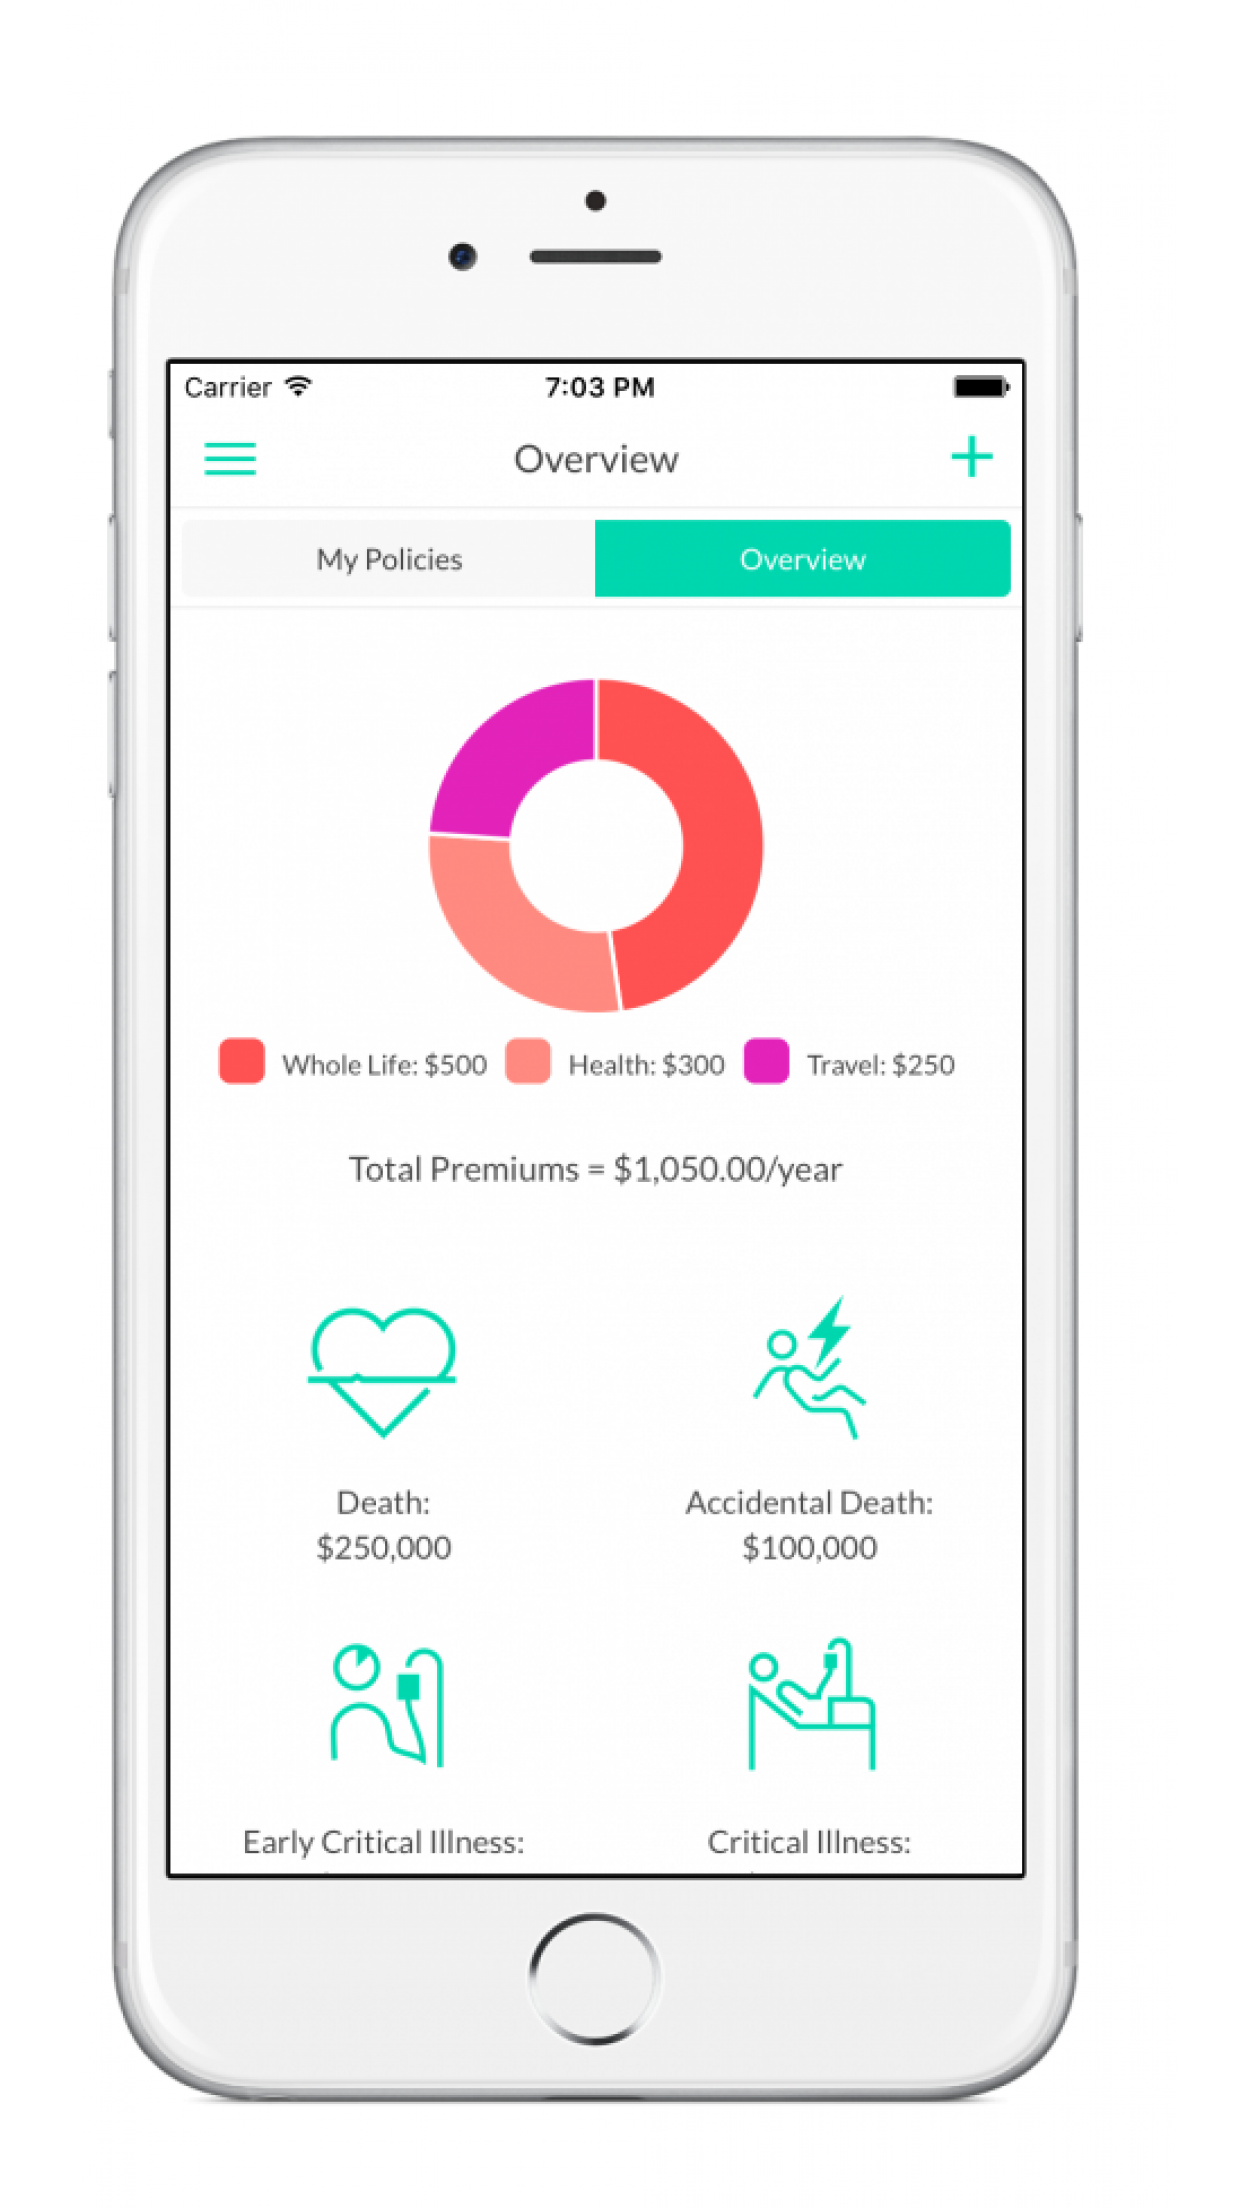 Carrier 7:03 PM
Overview
My Policies Overview
Whole Life: $500 Health: $300 Travel: $250
Total Premiums = $1,050.00/year
Death: Accidental Death:
$250,000 $100,000
Early Critical Illness: Critical Illness: